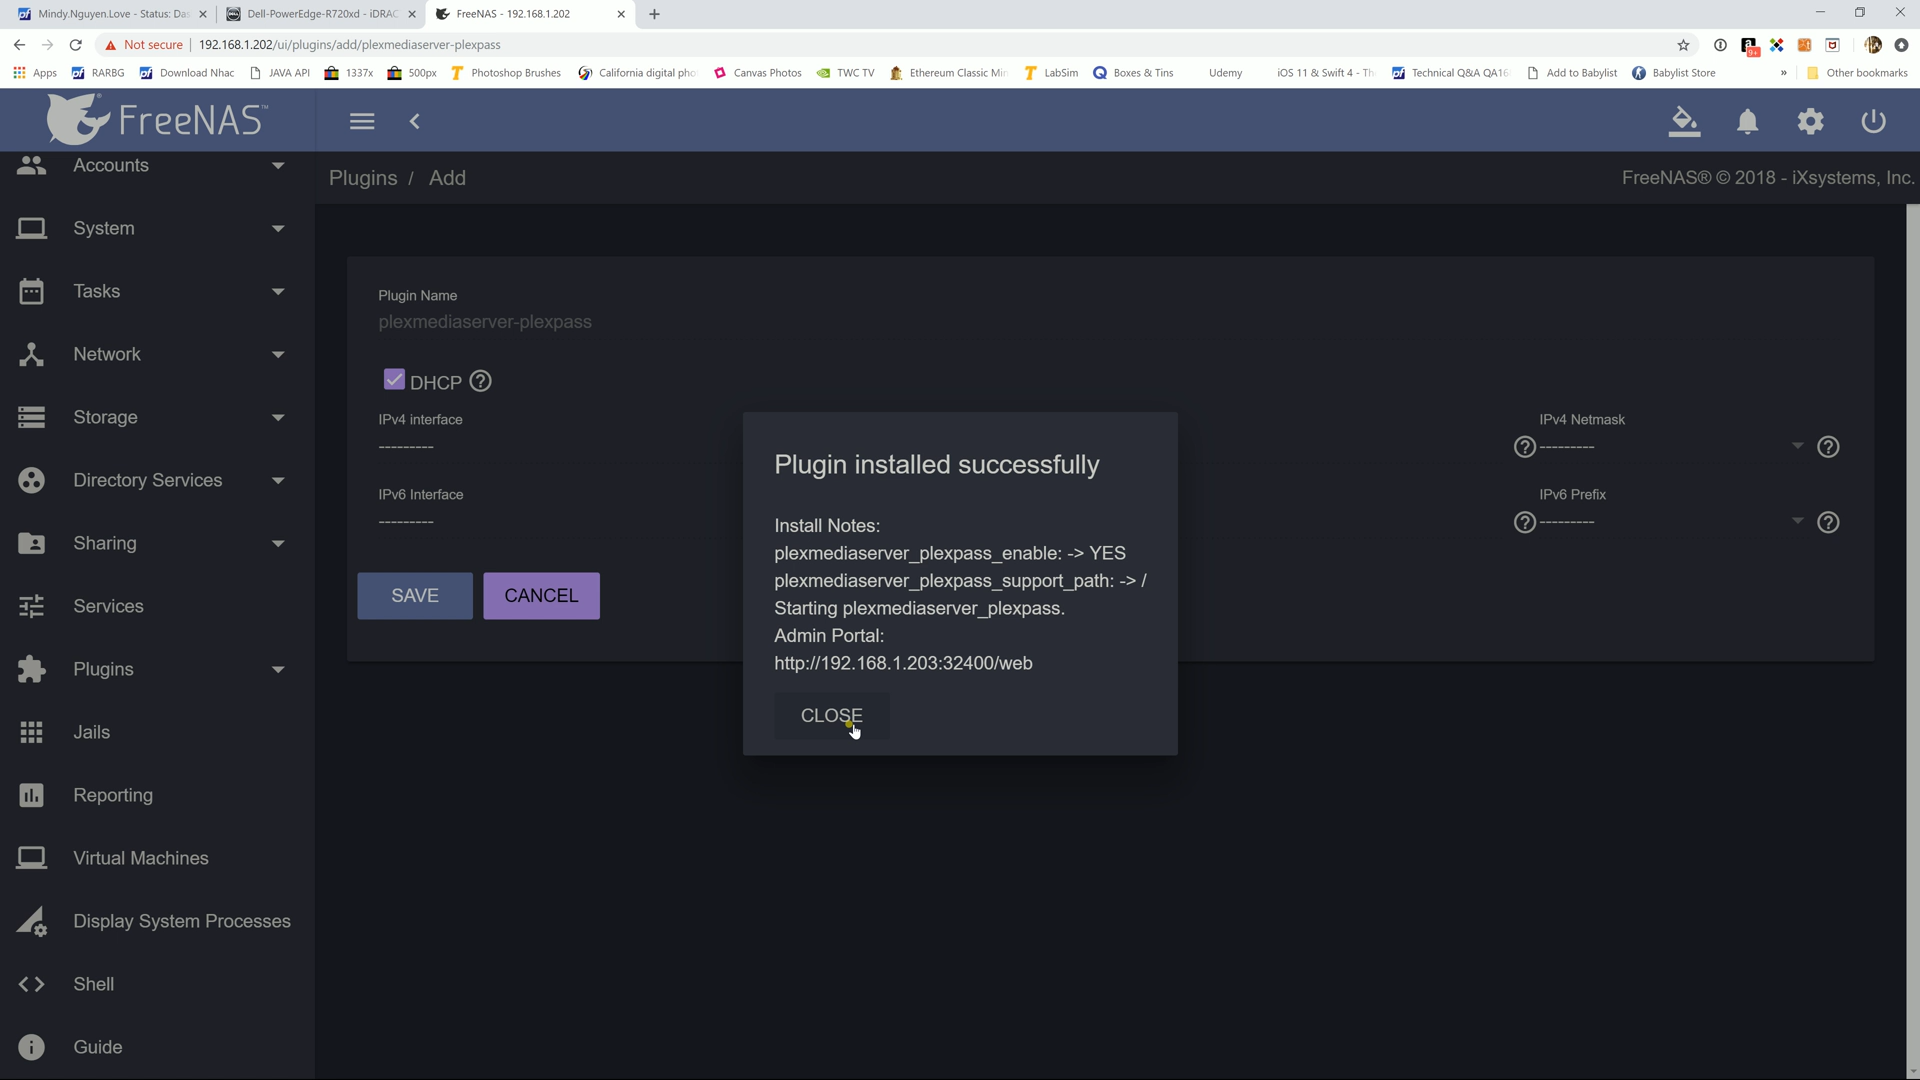 Mindy.Nguyen.Love - Status: Das
Dell-PowerEdge-R720xd - iDRAC
FreeNAS - 192.168.1.202
Not secure
192.168.1.202/ui/plugins/add/plexmediaserver-plexpass
9+
Apps
RARBG
Download Nhac
JAVA API
1337x
500px
Photoshop Brushes
California digital pho
Canvas Photos
TWC TV
Ethereum Classic Min
LabSim
Boxes & Tins
Udemy
iOS 11 & Swift 4 - Th
Technical Q&A QA16
Add to Babylist
Babylist Store
»
Other bookmarks
FreeNAS™
Accounts
Plugins / Add
FreeNAS® © 2018 - iXsystems, Inc.
System
Tasks
Network
Storage
Directory Services
Sharing
Services
Plugins
Jails
Reporting
Virtual Machines
Display System Processes
Shell
Guide
Plugin Name
plexmediaserver-plexpass
DHCP
IPv4 interface
---------
IPv4 Netmask
---------
IPv6 Interface
---------
IPv6 Prefix
---------
SAVE
CANCEL
Plugin installed successfully
Install Notes:
plexmediaserver_plexpass_enable: -> YES
plexmediaserver_plexpass_support_path: -> /
Starting plexmediaserver_plexpass.
Admin Portal:
http://192.168.1.203:32400/web
CLOSE